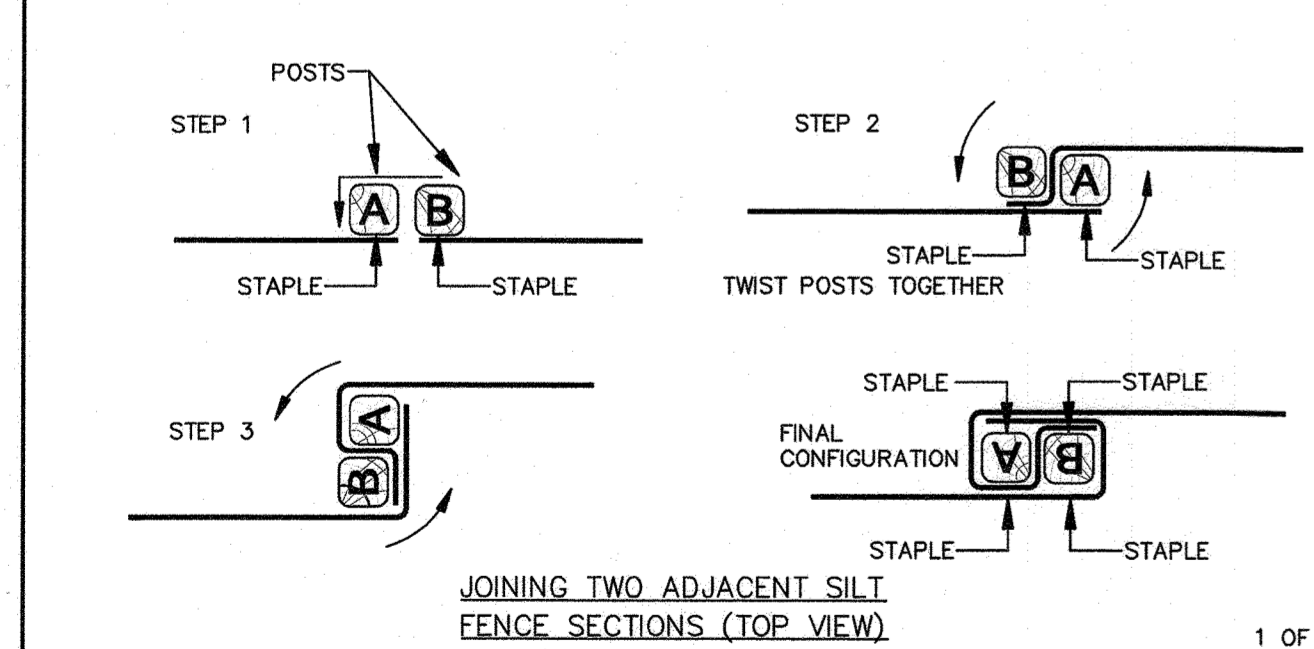 POSTS
STEP 1
A B
STAPLE STAPLE
STEP 2
B A
STAPLE STAPLE
TWIST POSTS TOGETHER
STEP 3
A
B
STAPLE STAPLE
FINAL
CONFIGURATION
A B
STAPLE STAPLE
JOINING TWO ADJACENT SILT
FENCE SECTIONS (TOP VIEW)
1 OF